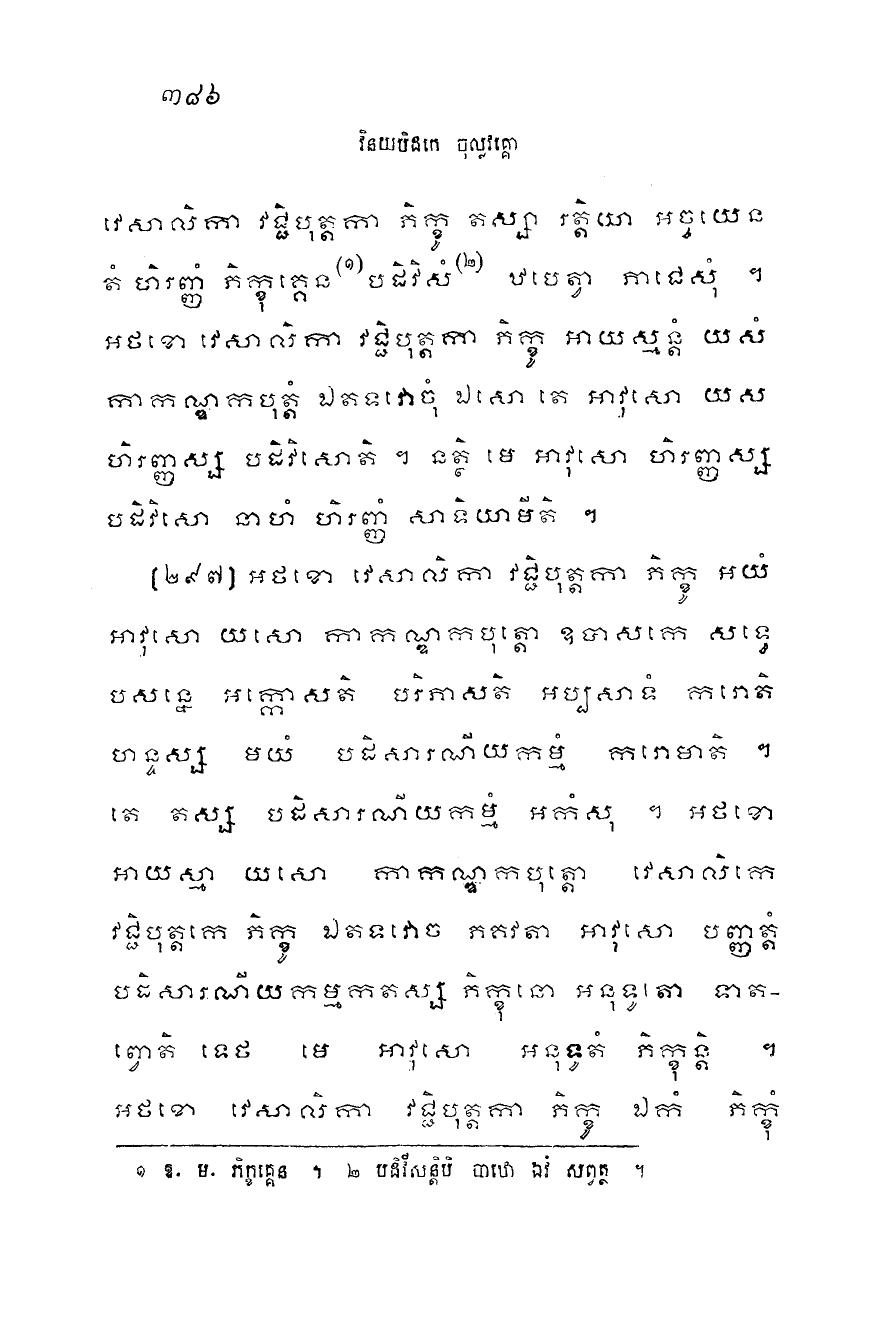 ៣៨៦
វិនយបិដកេ ចុល្លវគ្គោ
វេសាលិកា វជ្ជិបុត្តកា ភិក្ខូ តស្សា រត្តិយា អច្ចយេន
តំ ហិរញ្ញំ ភិក្ខុគ្គេន(១) បដិវិសំ(២) ឋបេត្វា ភាជេសុំ ។
អថខោ វេសាលិកា វជ្ជិបុត្តកា ភិក្ខូ អាយស្មន្តំ យសំ
កាកណ្ឌកបុត្តំ ឯតទវោចុំ ឯសោ តេ អាវុសោ យស
ហិរញ្ញស្ស បដិវិសោតិ ។ នត្ថិ មេ អាវុសោ ហិរញ្ញស្ស
បដិវិសោ នាហំ ហិរញ្ញំ សាទិយាមីតិ ។
[២៩៧] អថខោ វេសាលិកា វជ្ជិបុត្តកា ភិក្ខូ អយំ
អាវុសោ យសោ កាកណ្ឌកបុត្តោ ឧបាសកេ សទ្ធេ
បសន្នេ អក្កោសតិ បរិភាសតិ អប្បសាទំ ករោតិ
ហន្ទស្ស មយំ បដិសារណីយកម្មំ ករោមាតិ ។
តេ តស្ស បដិសារណីយកម្មំ អកំសុ ។ អថខោ
អាយស្មា យសោ កាកណ្ឌកបុត្តោ វេសាលិកេ
វជ្ជិបុត្តកេ ភិក្ខូ ឯតទវោច ភគវតា អាវុសោ បញ្ញត្តំ
បដិសារណីយកម្មកតស្ស ភិក្ខុនោ អនុទូតោ ទាត-
ព្វោតិ ទេថ មេ អាវុសោ អនុទូតំ ភិក្ខុន្តិ ។
អថខោ វេសាលិកា វជ្ជិបុត្តកា ភិក្ខូ ឯកំ ភិក្ខុំ
១ ឱ. ម. ភិក្ខុគ្គេន ។ ២ បដិវីសន្តិបិ បាឋោ ឯវំ សព្វត្ថ ។